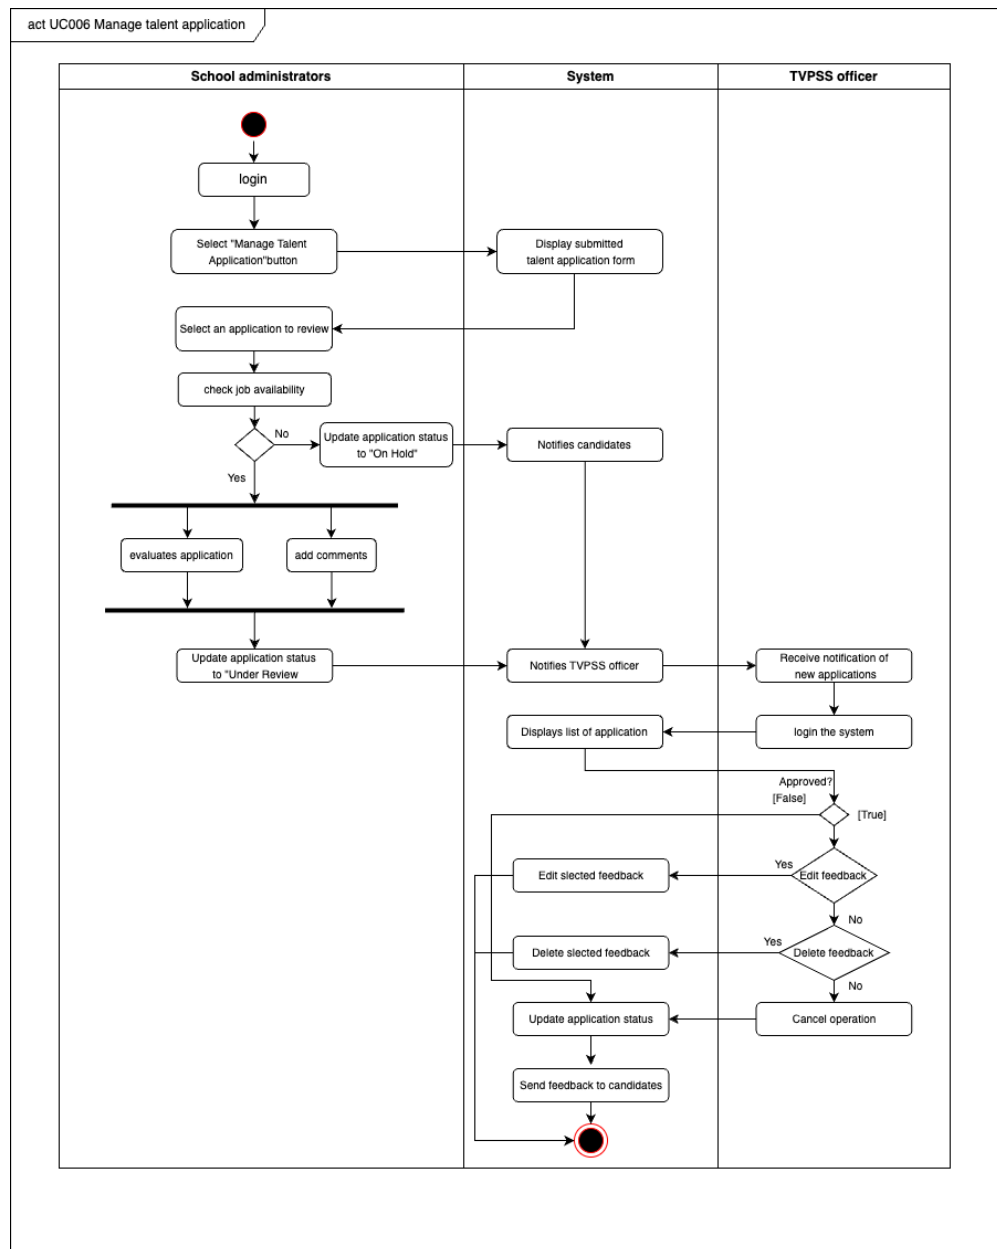 act UC006 Manage talent application
School administrators
System
TVPSS officer
login
Select "Manage Talent
Application"button
Display submitted
talent application form
Select an application to review
check job availability
No
Update application status
to "On Hold"
Notifies candidates
Yes
evaluates application
add comments
Update application status
to "Under Review
Notifies TVPSS officer
Receive notification of
new applications
Displays list of application
login the system
Approved?
[False]
[True]
Edit slected feedback
Yes
Edit feedback
No
Delete slected feedback
Yes
Delete feedback
No
Update application status
Cancel operation
Send feedback to candidates